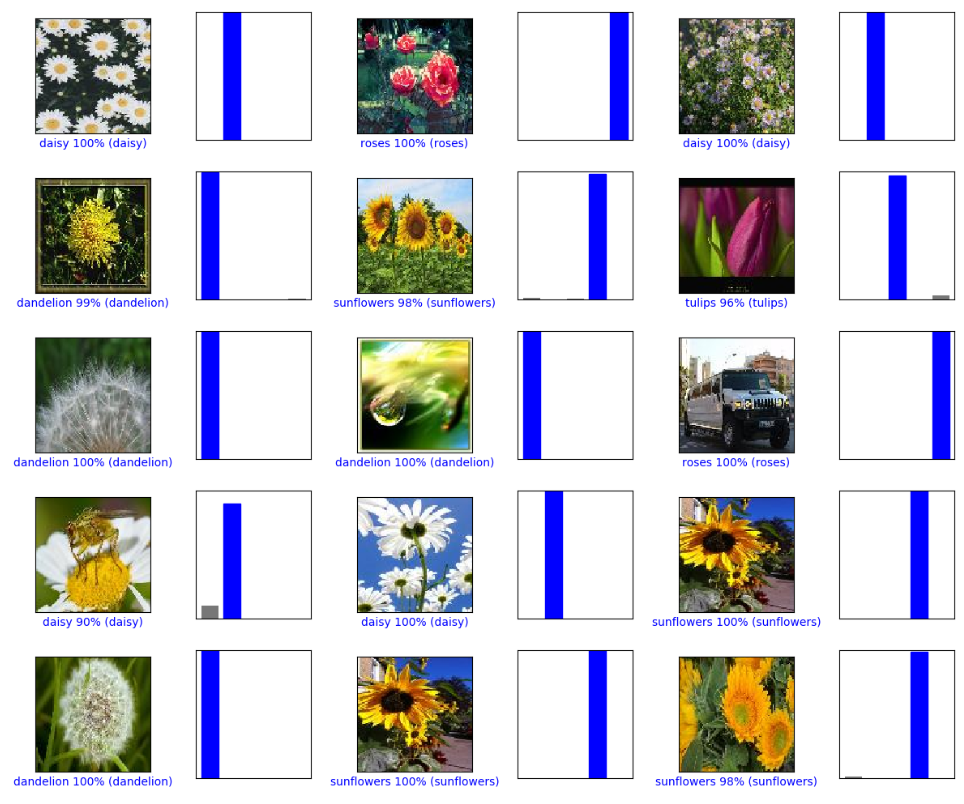 daisy 100% (daisy)
roses 100% (roses)
daisy 100% (daisy)
dandelion 99% (dandelion)
sunflowers 98% (sunflowers)
tulips 96% (tulips)
dandelion 100% (dandelion)
dandelion 100% (dandelion)
roses 100% (roses)
daisy 90% (daisy)
daisy 100% (daisy)
sunflowers 100% (sunflowers)
dandelion 100% (dandelion)
sunflowers 100% (sunflowers)
sunflowers 98% (sunflowers)